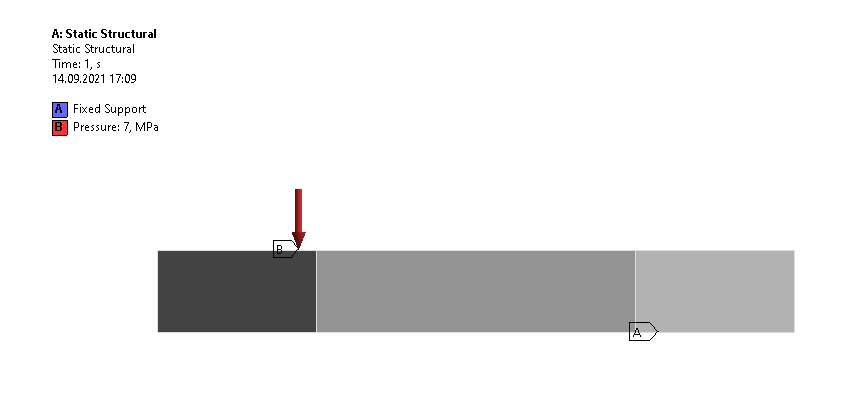 A: Static Structural
Static Structural
Time: 1, s
14.09.2021 17:09
A Fixed Support
B Pressure: 7, MPa
B
A